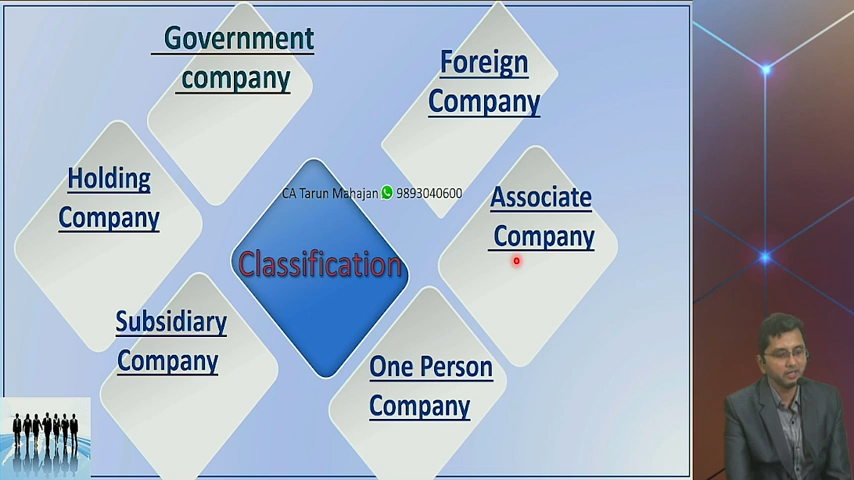 Government
company
Foreign
Company
Holding
Company
CA Tarun Mahajan 9893040600
Associate
Company
Classification
Subsidiary
Company
One Person
Company